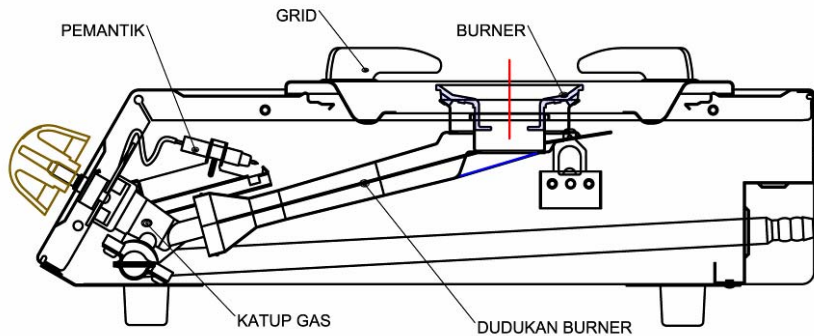 GRID
PEMANTIK
BURNER
KATUP GAS
DUDUKAN BURNER